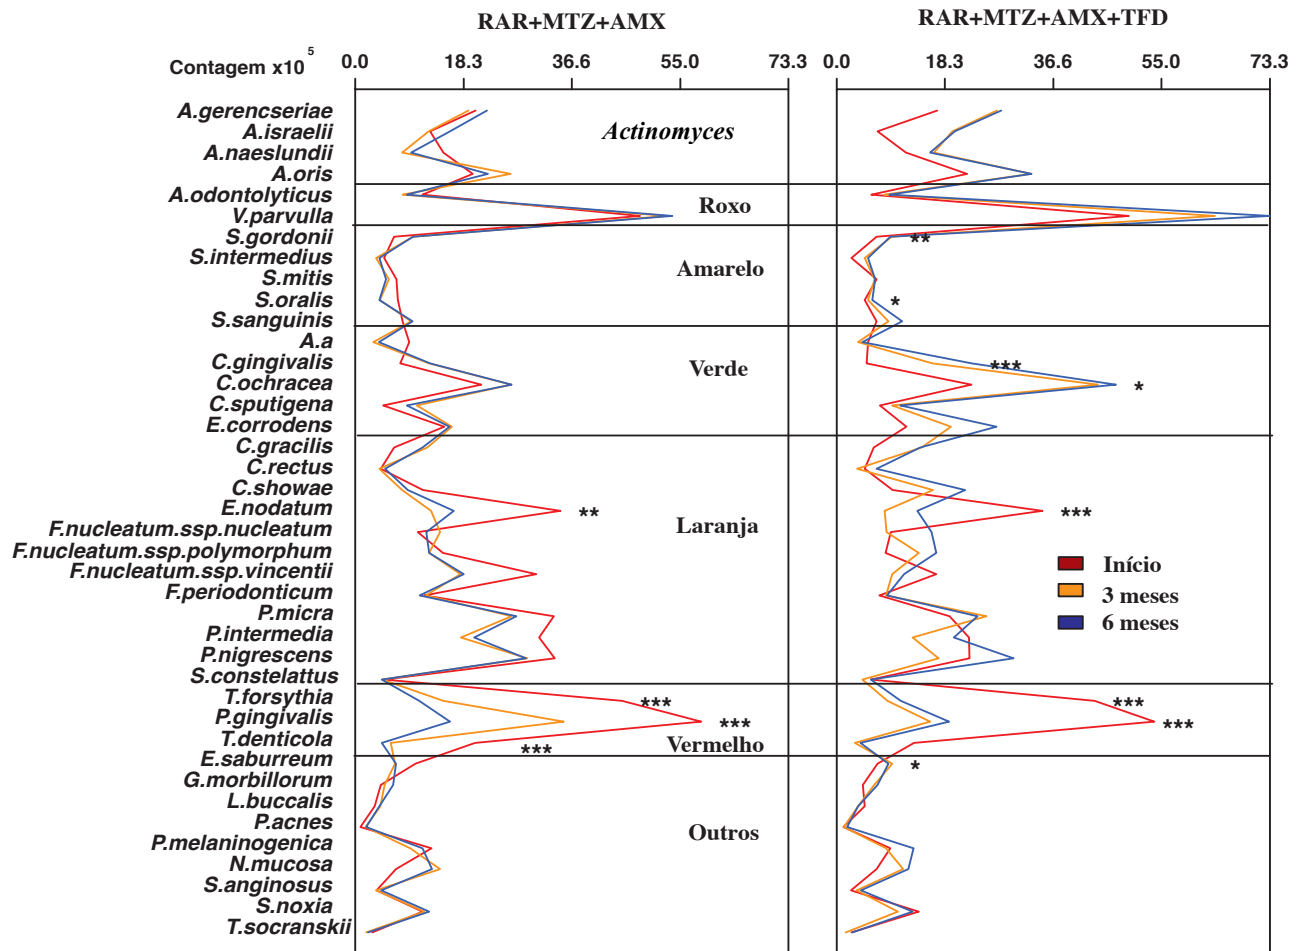 RAR+MTZ+AMX
RAR+MTZ+AMX+TFD
Contagem x10 5
0.0 18.3 36.6 55.0 73.3
0.0 18.3 36.6 55.0 73.3
A.gerencseriae
A.israelii
Actinomyces
A.naeslundii
A.oris
A.odontolyticus
Roxo
V.parvulla
S.gordonii
**
S.intermedius
Amarelo
S.mitis
S.oralis
*
S.sanguinis
A.a
C.gingivalis
***
Verde
C.ochracea
*
C.sputigena
E.corrodens
C.gracilis
C.rectus
C.showae
E.nodatum
** ***
Laranja
F.nucleatum.ssp.nucleatum
F.nucleatum.ssp.polymorphum
F.nucleatum.ssp.vincentii
F.periodonticum
P.micra
P.intermedia
P.nigrescens
S.constelattus
Início
3 meses
6 meses
T.forsythia
*** ***
P.gingivalis
*** ***
T.denticola
***
Vermelho
E.saburreum
*
G.morbillorum
L.buccalis
P.acnes
Outros
P.melaninogenica
N.mucosa
S.anginosus
S.noxia
T.socranskii